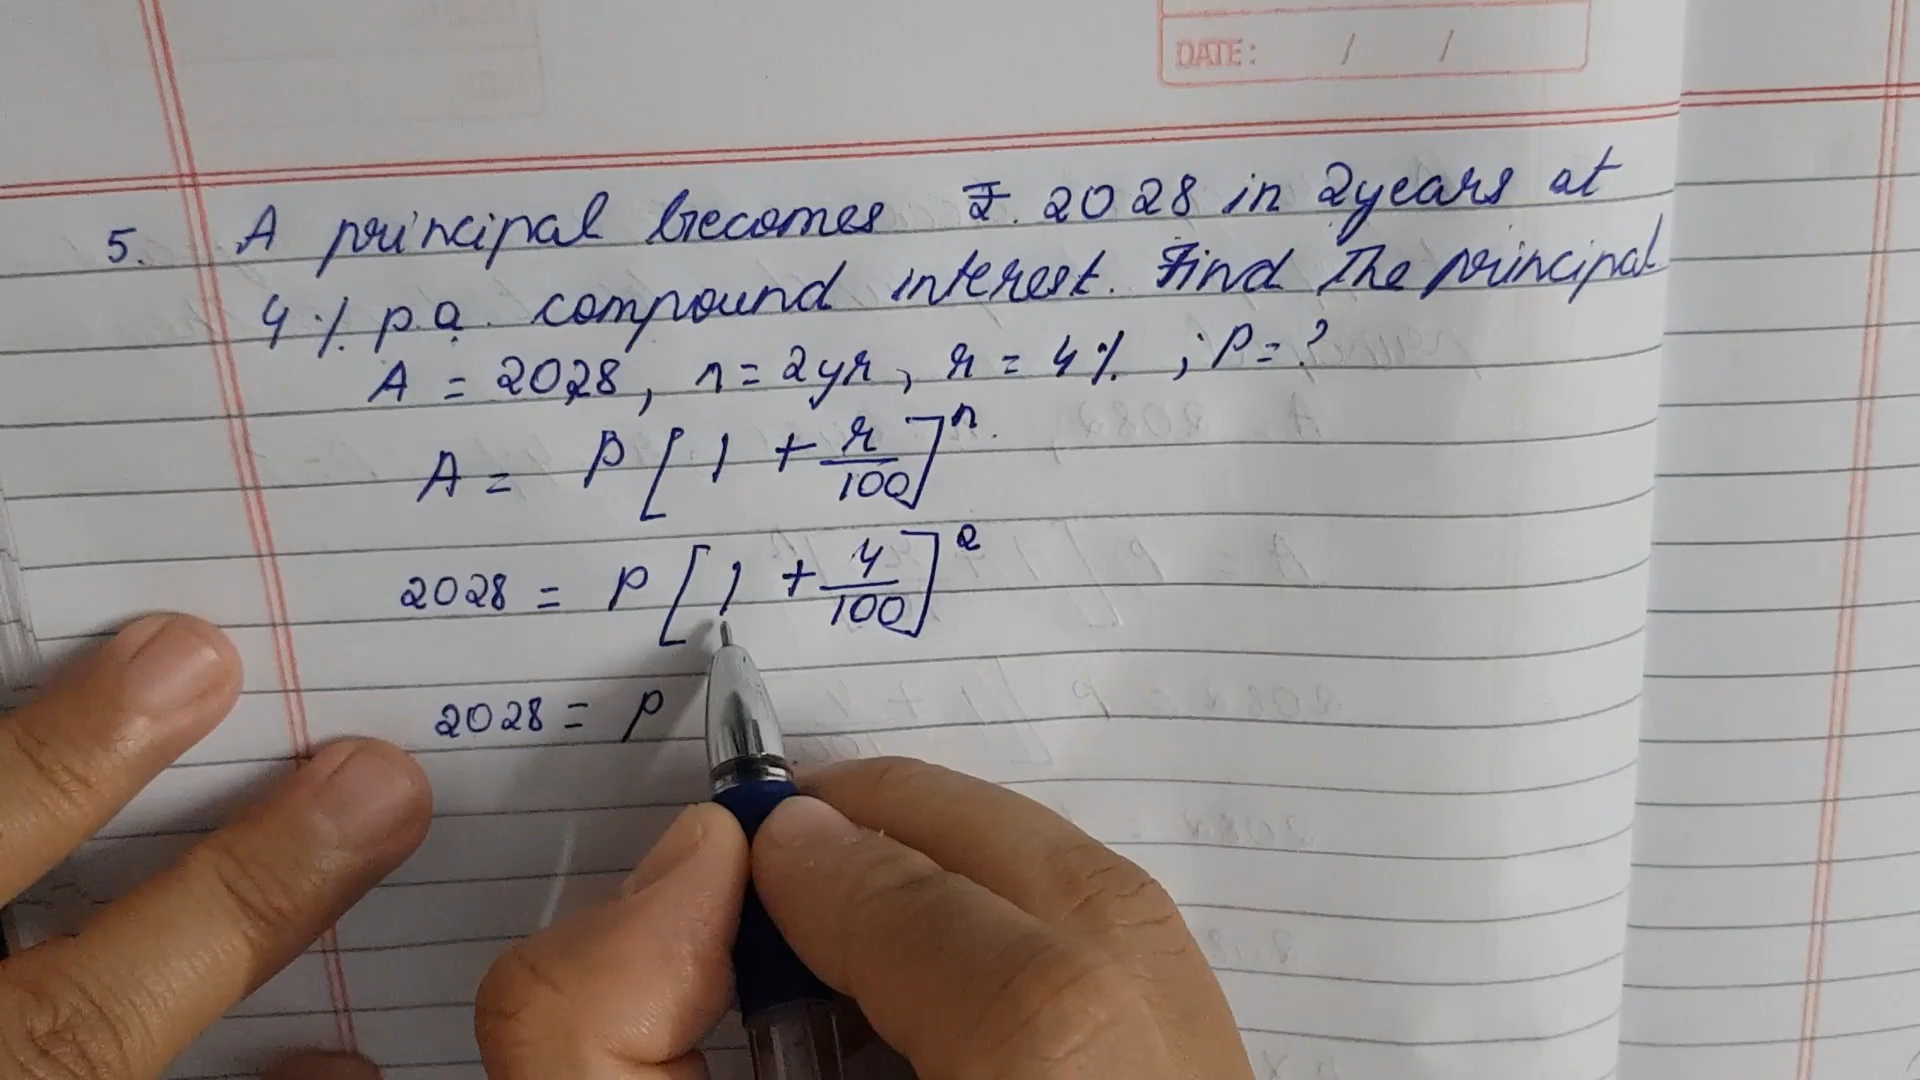 DATE: / /
5. A principal becomes ₹. 2028 in 2years at
4% p.a. compound interest. Find The principal.
A = 2028, n = 2yr, r = 4% ; P = ?
A = P [ 1 + r/100 ]^n.
2028 = P [ 1 + 4/100 ]^2
2028 = P